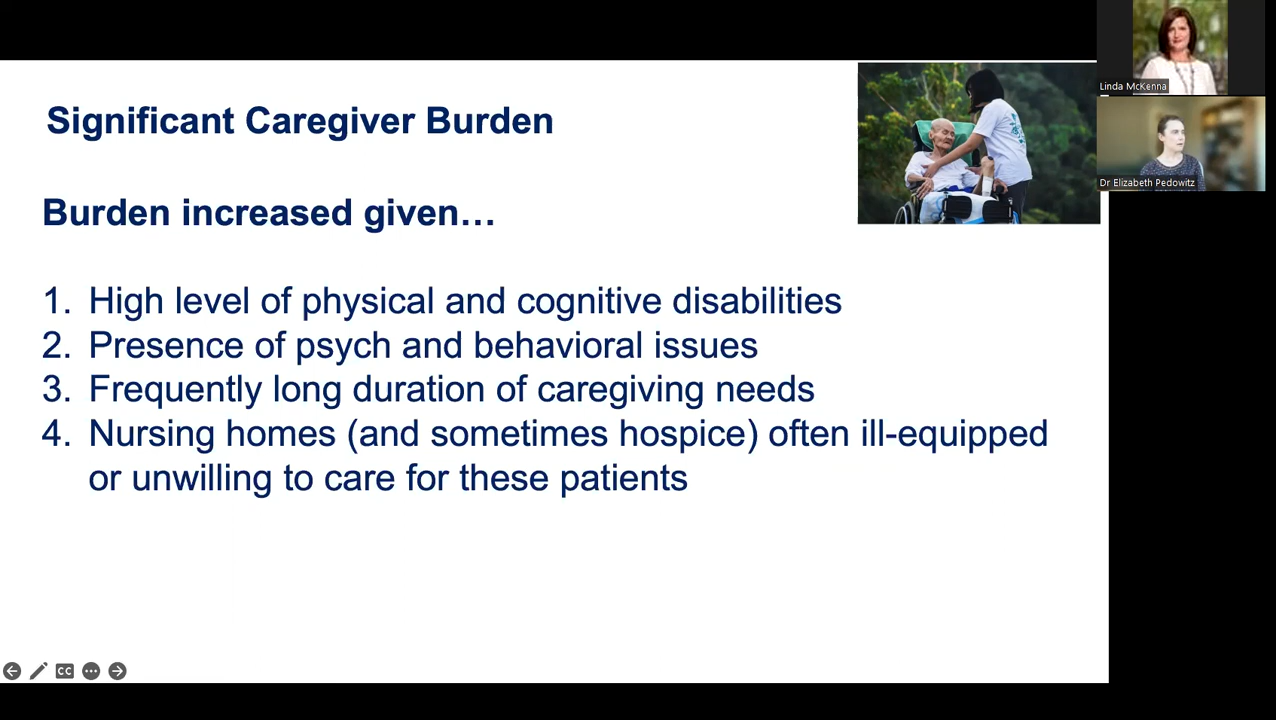 Significant Caregiver Burden
Burden increased given…
1. High level of physical and cognitive disabilities
2. Presence of psych and behavioral issues
3. Frequently long duration of caregiving needs
4. Nursing homes (and sometimes hospice) often ill-equipped
or unwilling to care for these patients
Linda McKenna
Dr Elizabeth Pedowitz
CC